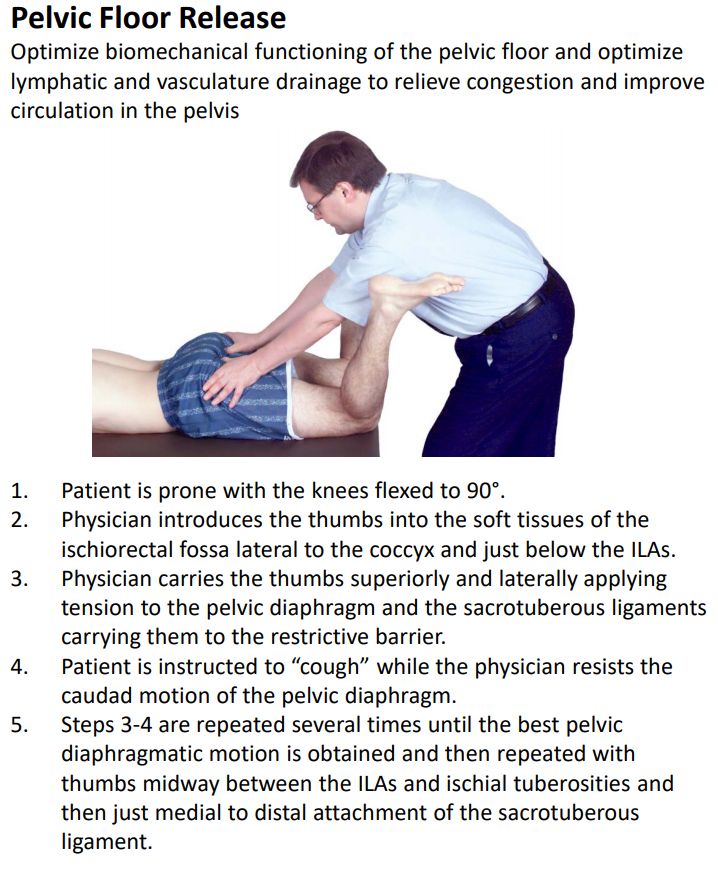 Pelvic Floor Release
Optimize biomechanical functioning of the pelvic floor and optimize
lymphatic and vasculature drainage to relieve congestion and improve
circulation in the pelvis
1. Patient is prone with the knees flexed to 90°.
2. Physician introduces the thumbs into the soft tissues of the
ischiorectal fossa lateral to the coccyx and just below the ILAs.
3. Physician carries the thumbs superiorly and laterally applying
tension to the pelvic diaphragm and the sacrotuberous ligaments
carrying them to the restrictive barrier.
4. Patient is instructed to “cough” while the physician resists the
caudad motion of the pelvic diaphragm.
5. Steps 3-4 are repeated several times until the best pelvic
diaphragmatic motion is obtained and then repeated with
thumbs midway between the ILAs and ischial tuberosities and
then just medial to distal attachment of the sacrotuberous
ligament.